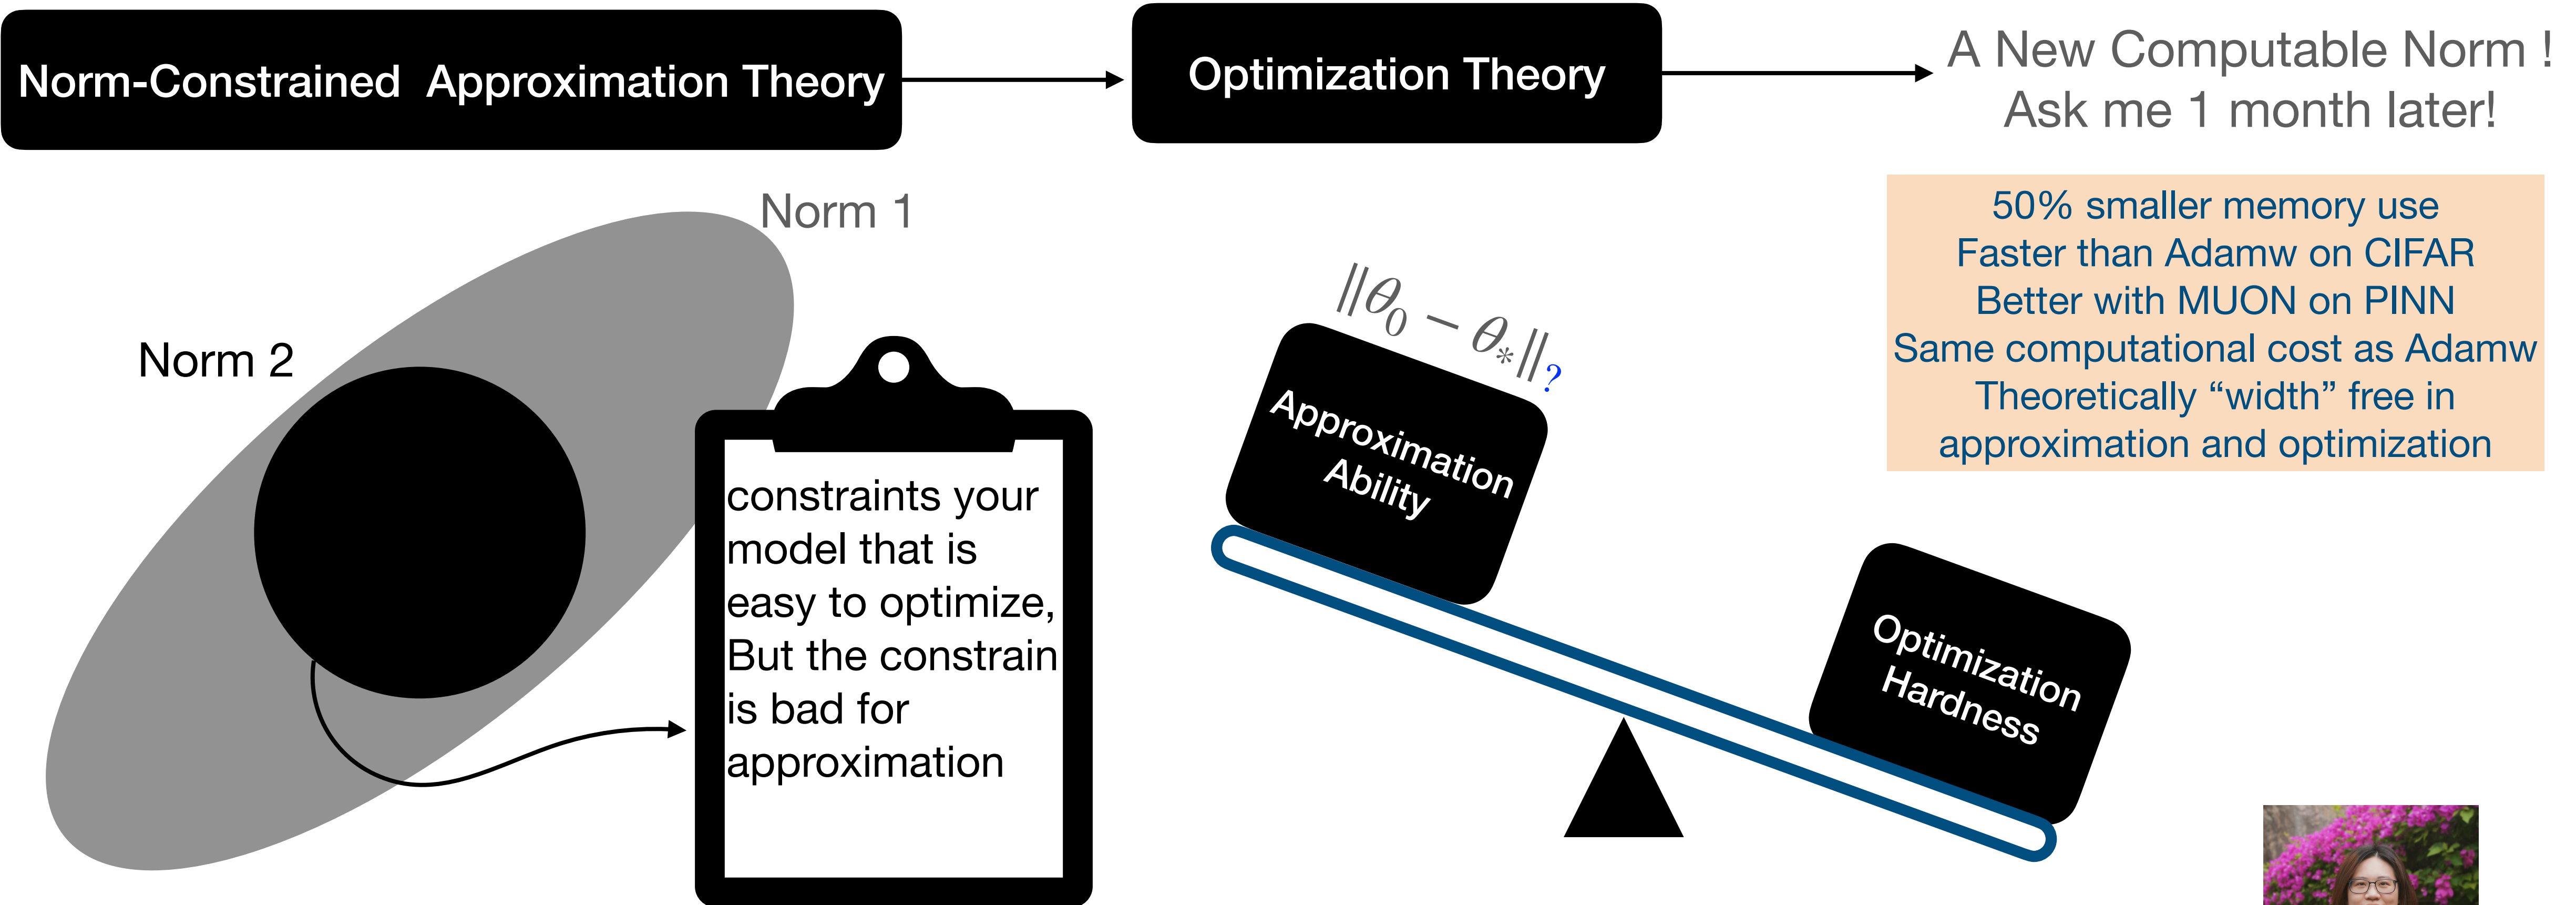 Norm-Constrained Approximation Theory
Optimization Theory
A New Computable Norm !
Ask me 1 month later!
Norm 1
Norm 2
constraints your
model that is
easy to optimize,
But the constrain
is bad for
approximation
‖θ₀ − θ_*‖_?
Approximation
Ability
Optimization
Hardness
50% smaller memory use
Faster than Adamw on CIFAR
Better with MUON on PINN
Same computational cost as Adamw
Theoretically “width” free in
approximation and optimization